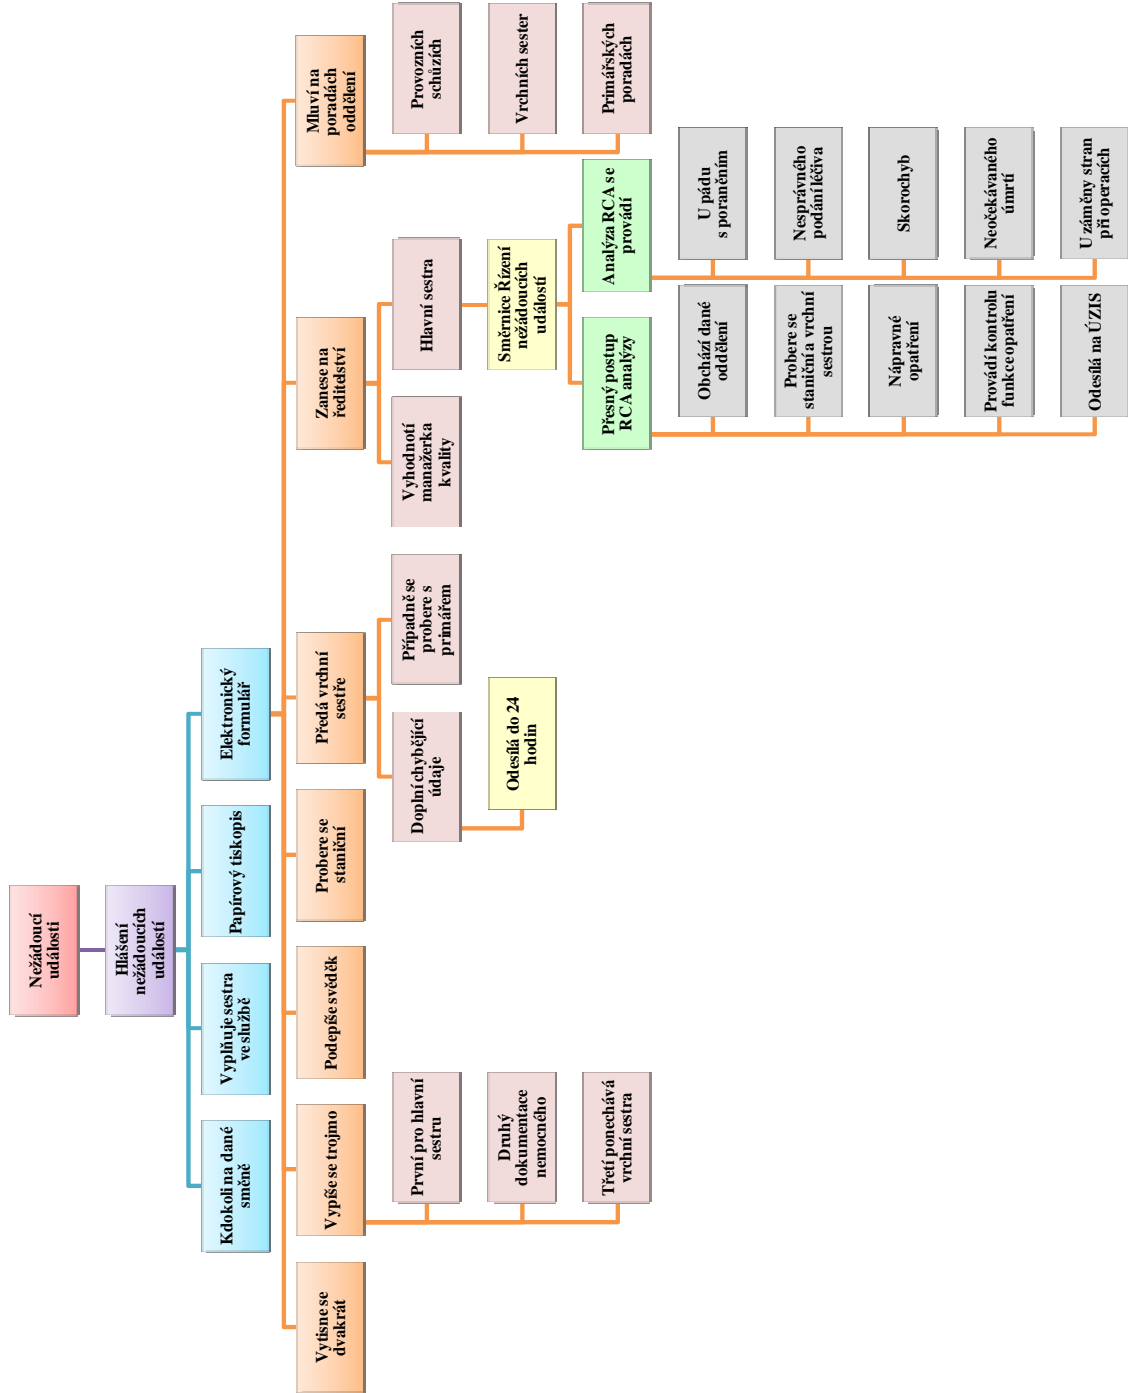 Nežádoucí
události
Hlášení
nežádoucích
událostí
Kdokoli na dané
směně
Vyplňuje sestra
ve službě
Papírový tiskopis
Elektronický
formulář
Vytisne se
dvakrát
Vypíše se trojmo
První pro hlavní
sestru
Druhý
dokumentace
nemocného
Třetí ponechává
vrchní sestra
Podepíše svěděk
Probere se
staniční
Předá vrchní
sestře
Doplní chybějící
údaje
Odesílá do 24
hodin
Případně se
probere s
primářem
Zanese na
ředitedství
Vyhodnotí
manažerka
kvality
Hlavní sestra
Směrnice Řízení
nežádoucích
událostí
Přesný postup
RCA analýzy
Obchází dané
oddělení
Probere se
staniční a vrchní
sestrou
Nápravné
opatření
Provádí kontrolu
funkce opatření
Odesílá na ÚZIS
Analýza RCA se
provádí
U pádu
s poraněním
Nesprávného
podání léčiva
Skorochyb
Neočekávaného
úmrtí
U záměny stran
při operacích
Mluví na
poradách
oddělení
Provozních
schůzích
Vrchních sester
Primářských
poradách